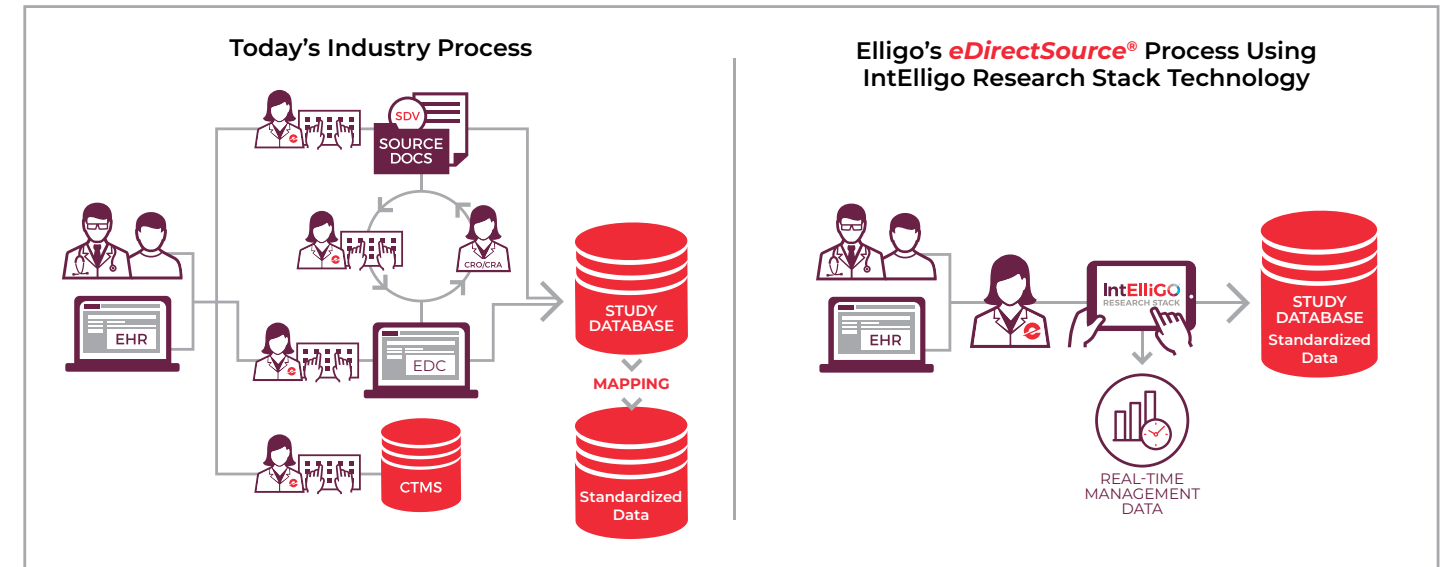 Today's Industry Process
SDV
SOURCE
DOCS
CRO/CRA
EHR
EDC
CTMS
STUDY
DATABASE
MAPPING
Standardized
Data
Elligo's eDirectSource® Process Using
IntElligo Research Stack Technology
EHR
IntElliGO
RESEARCH STACK
STUDY
DATABASE
Standardized
Data
REAL-TIME
MANAGEMENT
DATA